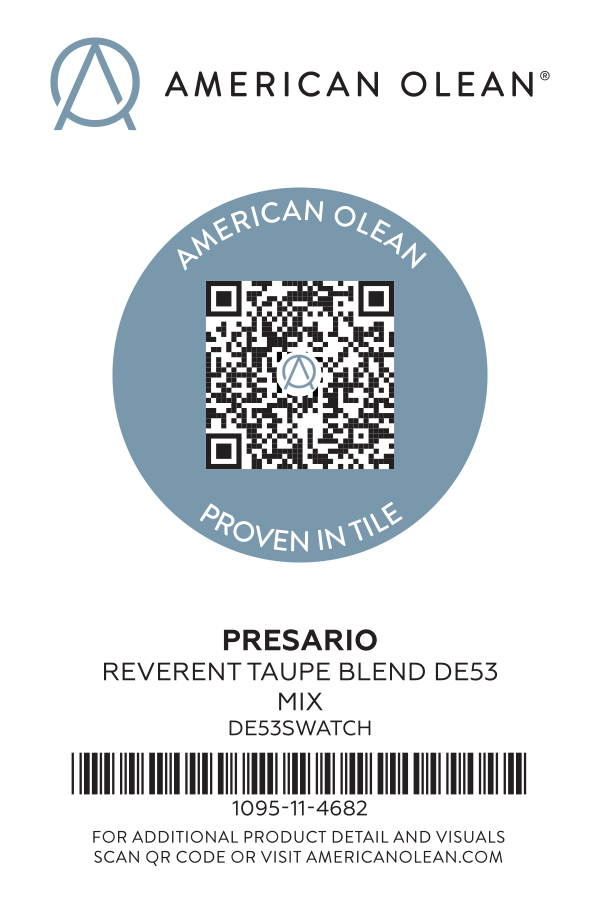 AMERICAN OLEAN®
AMERICAN OLEAN
PROVEN IN TILE
PRESARIO
REVERENT TAUPE BLEND DE53
MIX
DE53SWATCH
1095-11-4682
FOR ADDITIONAL PRODUCT DETAIL AND VISUALS
SCAN QR CODE OR VISIT AMERICANOLEAN.COM